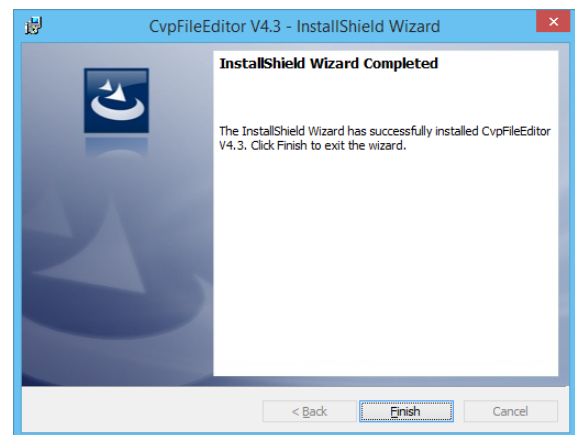 CvpFileEditor V4.3 - InstallShield Wizard
InstallShield Wizard Completed
The InstallShield Wizard has successfully installed CvpFileEditor
V4.3. Click Finish to exit the wizard.
< Back Finish Cancel